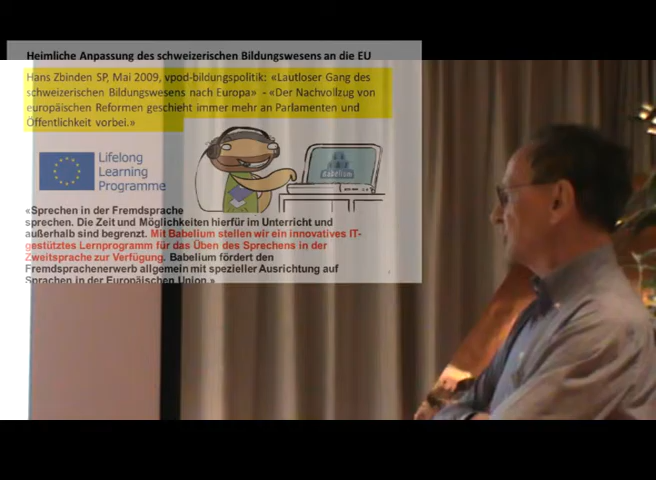 Heimliche Anpassung des schweizerischen Bildungswesens an die EU
Hans Zbinden SP, Mai 2009, vpod-bildungspolitik: «Lautloser Gang des
schweizerischen Bildungswesens nach Europa» - «Der Nachvollzug von
europäischen Reformen geschieht immer mehr an Parlamenten und
Öffentlichkeit vorbei.»
Lifelong
Learning
Programme
babelium
«Sprechen in der Fremdsprache
sprechen. Die Zeit und Möglichkeiten hierfür im Unterricht und
außerhalb sind begrenzt. Mit Babelium stellen wir ein innovatives IT-
gestütztes Lernprogramm für das Üben des Sprechens in der
Zweitsprache zur Verfügung. Babelium fördert den
Fremdsprachenerwerb allgemein mit spezieller Ausrichtung auf
Sprachen in der Europäischen Union.»